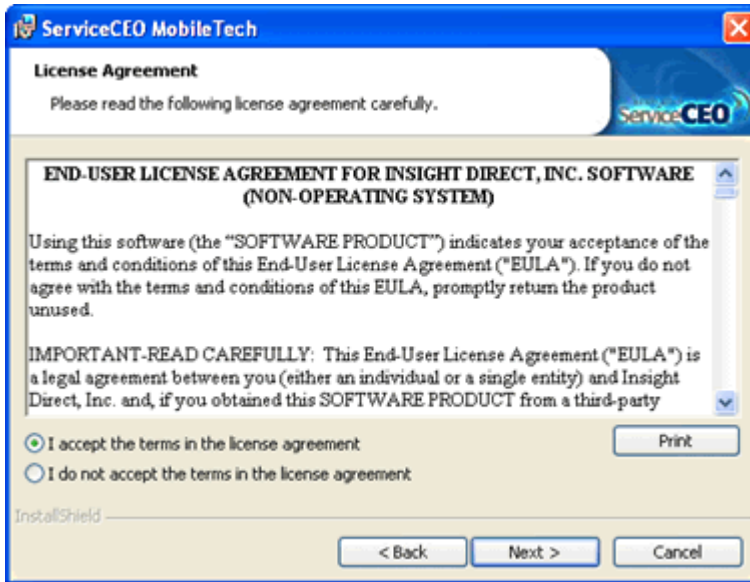 ServiceCEO MobileTech
License Agreement
Please read the following license agreement carefully.
ServiceCEO
END-USER LICENSE AGREEMENT FOR INSIGHT DIRECT, INC. SOFTWARE
(NON-OPERATING SYSTEM)
Using this software (the “SOFTWARE PRODUCT”) indicates your acceptance of the
terms and conditions of this End-User License Agreement ("EULA"). If you do not
agree with the terms and conditions of this EULA, promptly return the product
unused.
IMPORTANT-READ CAREFULLY: This End-User License Agreement ("EULA") is
a legal agreement between you (either an individual or a single entity) and Insight
Direct, Inc. and, if you obtained this SOFTWARE PRODUCT from a third-party
I accept the terms in the license agreement
Print
I do not accept the terms in the license agreement
InstallShield
< Back
Next >
Cancel